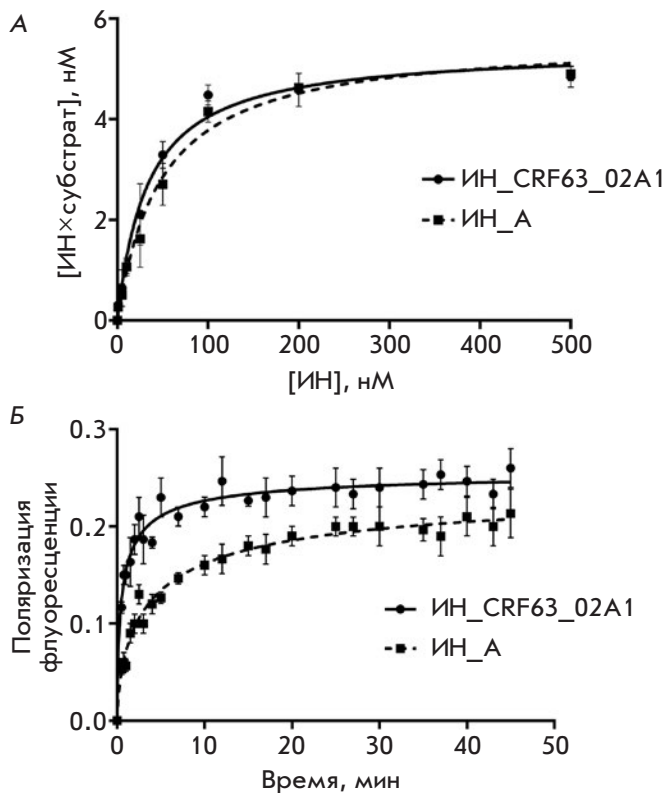 А
[ИН×субстрат], нМ
6
4
2
0
0 100 200 300 400 500
[ИН], нМ
ИН_CRF63_02A1
ИН_А
Б
Поляризация
флуоресценции
0.3
0.2
0.1
0.0
0 10 20 30 40 50
Время, мин
ИН_CRF63_02A1
ИН_А